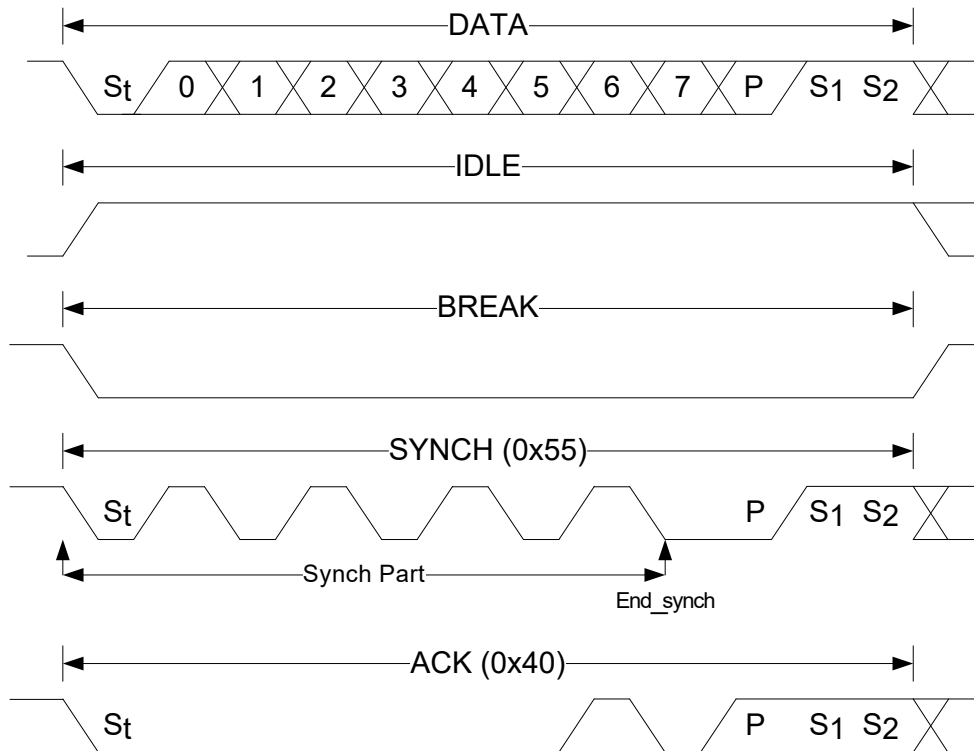 DATA
St 0 1 2 3 4 5 6 7 P S1 S2
IDLE
BREAK
SYNCH (0x55)
St P S1 S2
Synch Part
End_synch
ACK (0x40)
St P S1 S2